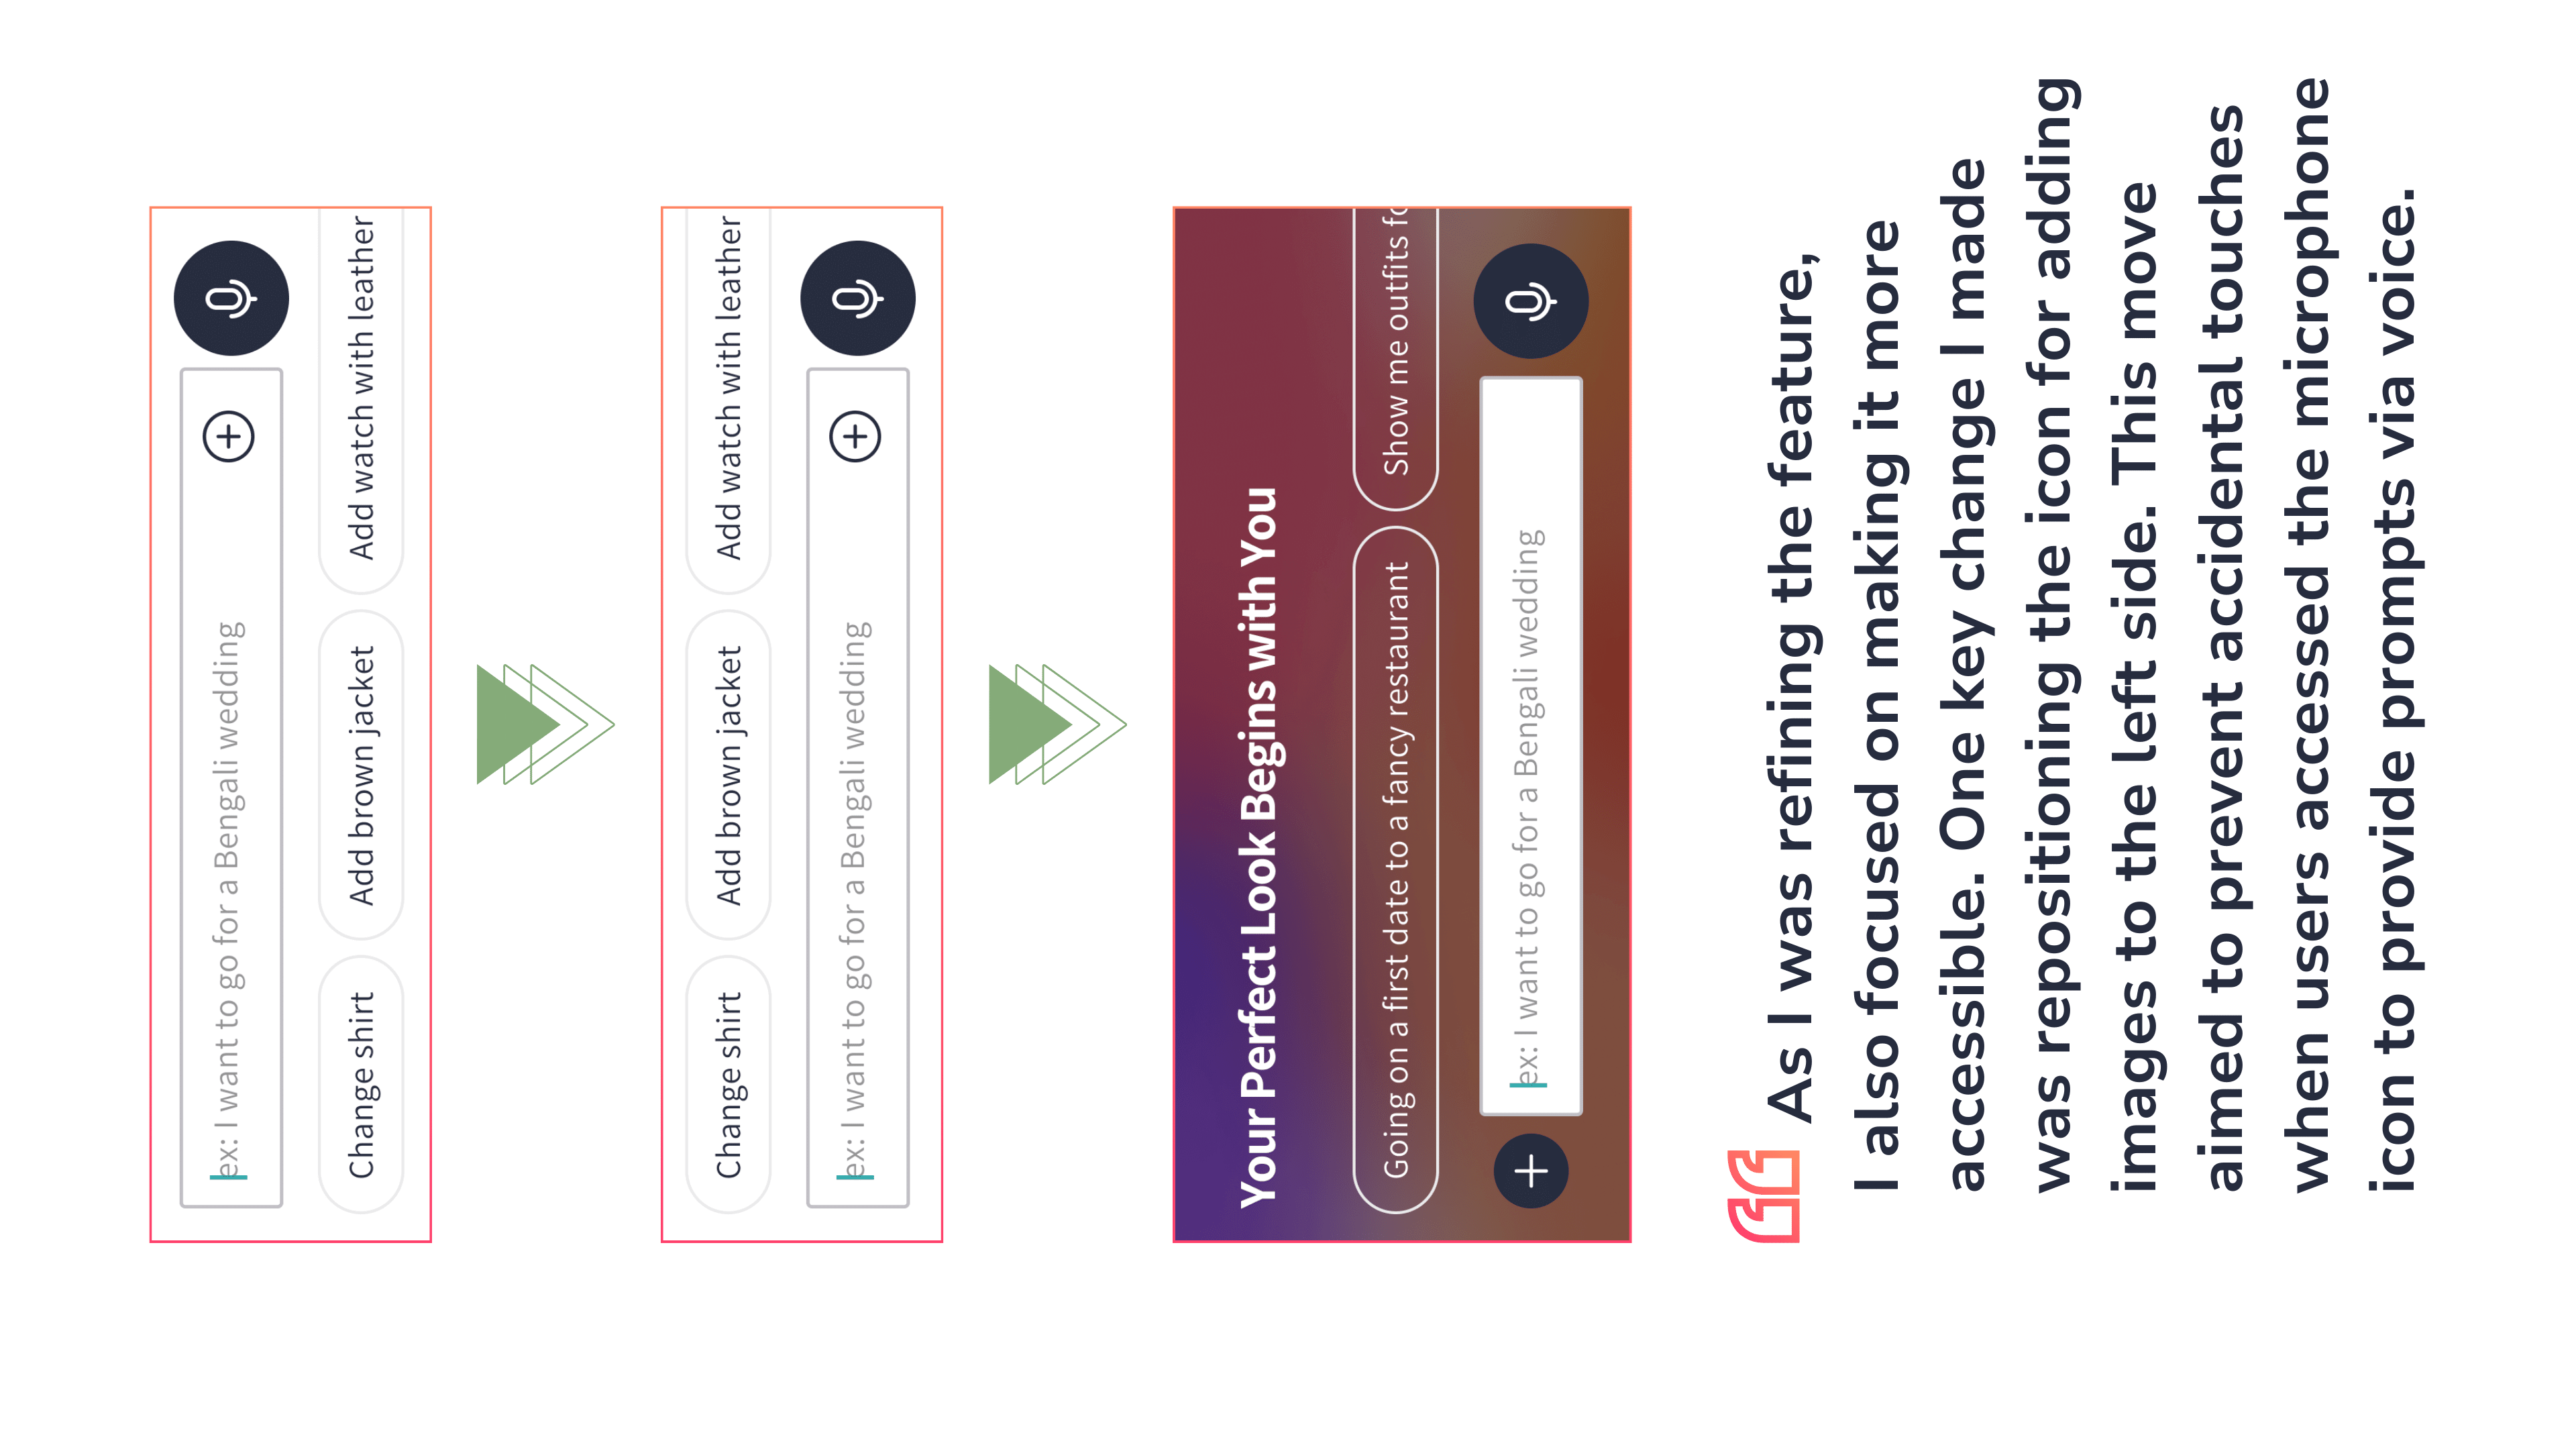 ex: I want to go for a Bengali wedding
Change shirt
Add brown jacket
Add watch with leather
Change shirt
Add brown jacket
Add watch with leather
ex: I want to go for a Bengali wedding
Your Perfect Look Begins with You
Going on a first date to a fancy restaurant
Show me outfits fo
ex: I want to go for a Bengali wedding
As I was refining the feature,
I also focused on making it more
accessible. One key change I made
was repositioning the icon for adding
images to the left side. This move
aimed to prevent accidental touches
when users accessed the microphone
icon to provide prompts via voice.